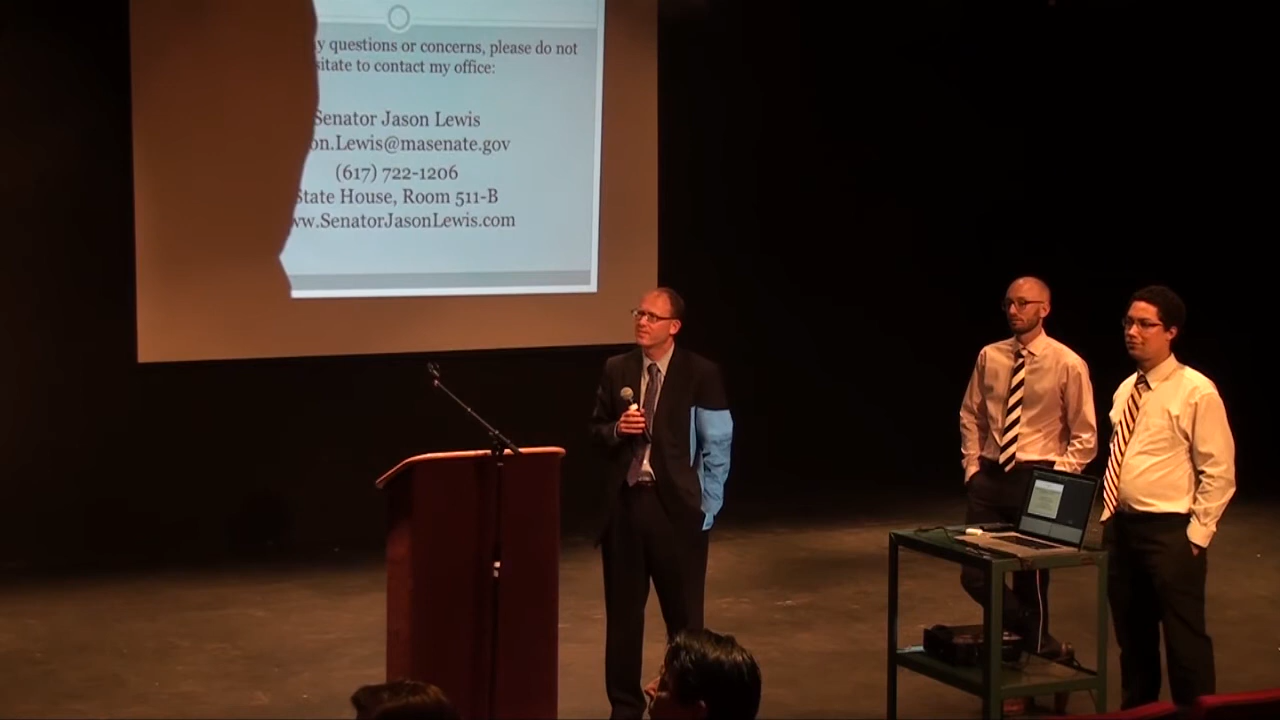 y questions or concerns, please do not
sitate to contact my office:
Senator Jason Lewis
on.Lewis@masenate.gov
(617) 722-1206
State House, Room 511-B
ww.SenatorJasonLewis.com